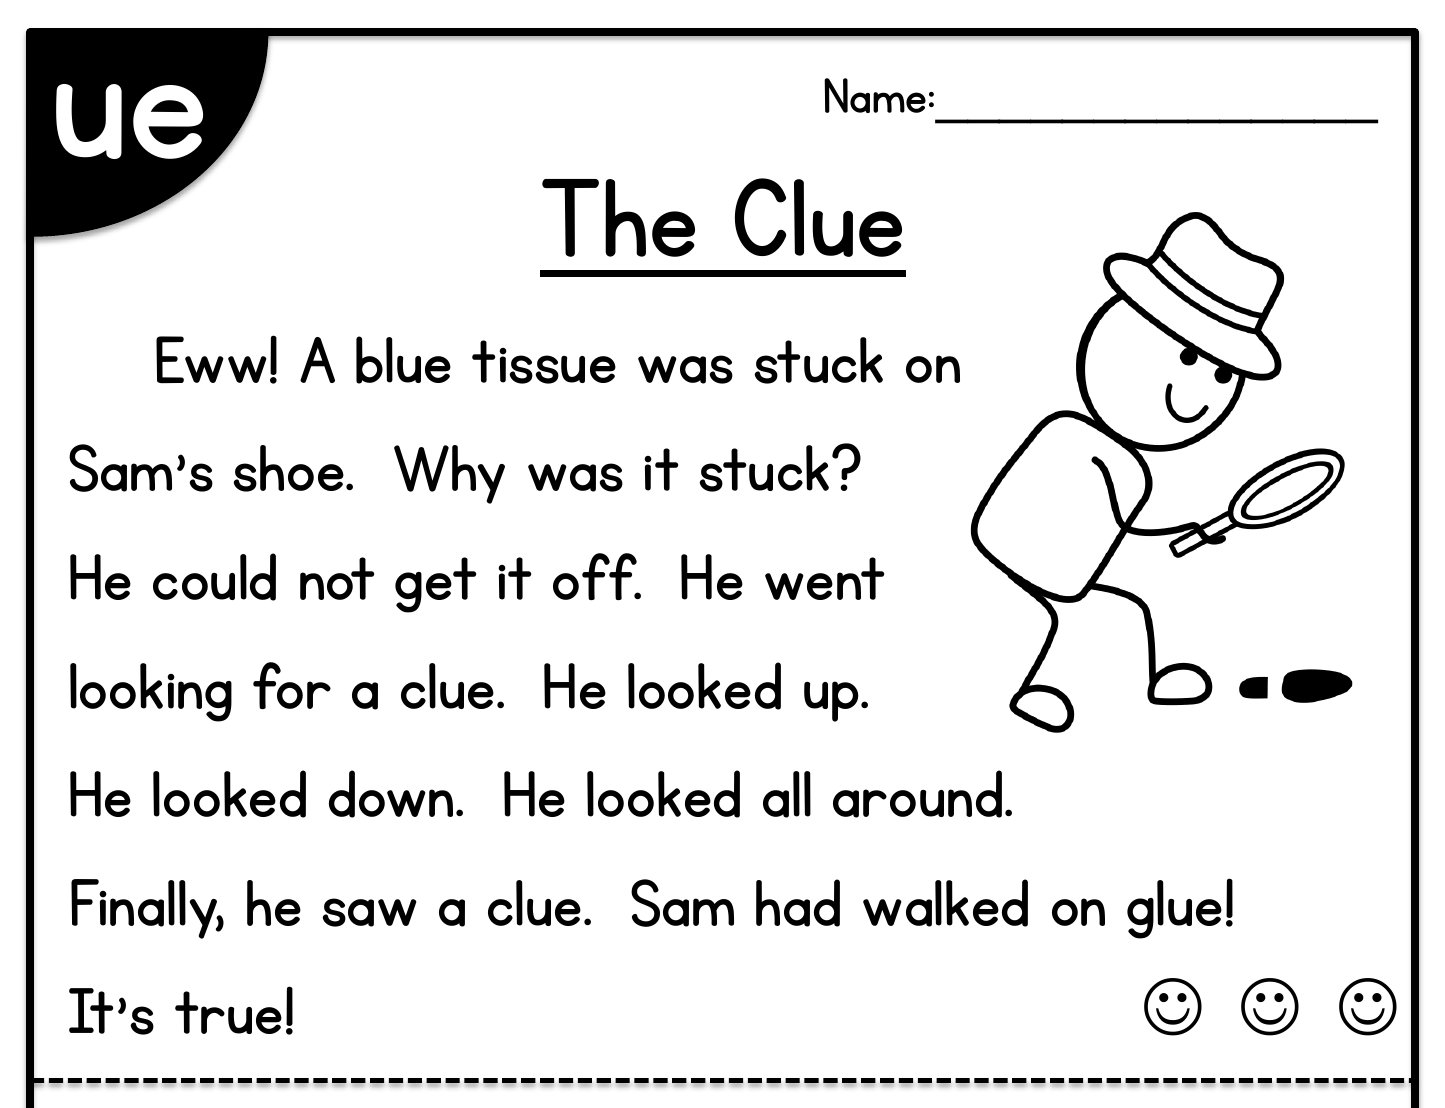 ue
Name:
The Clue
Eww! A blue tissue was stuck on
Sam's shoe. Why was it stuck?
He could not get it off. He went
looking for a clue. He looked up.
He looked down. He looked all around.
Finally, he saw a clue. Sam had walked on glue!
It's true!